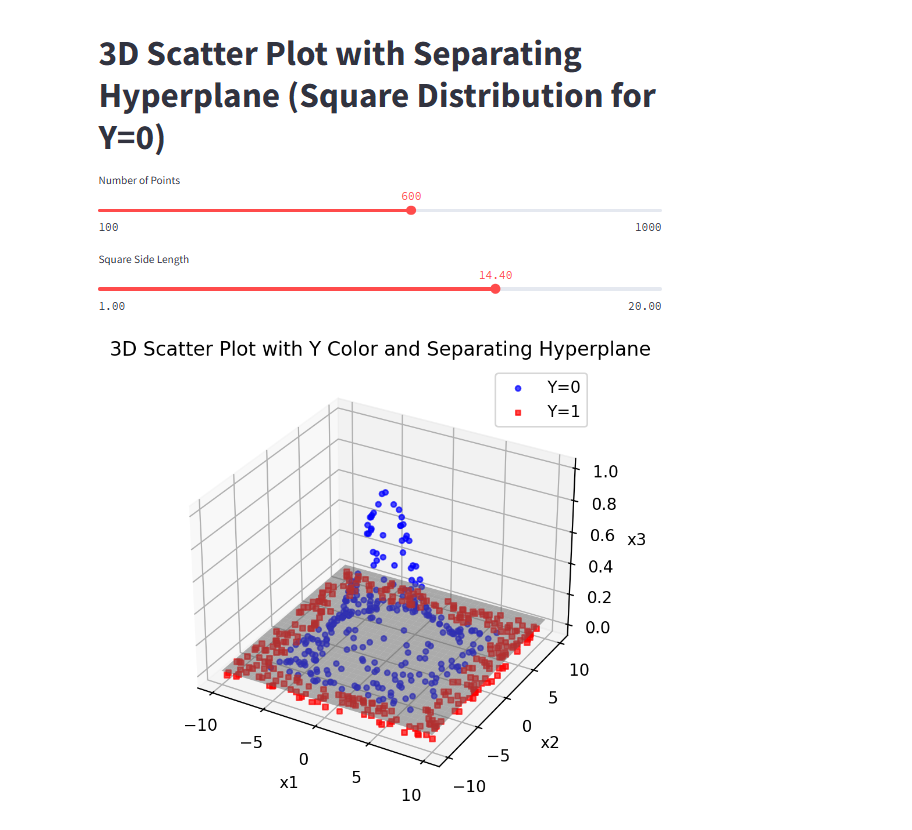 3D Scatter Plot with Separating
Hyperplane (Square Distribution for
Y=0)
Number of Points
600
100 1000
Square Side Length
14.40
1.00 20.00
3D Scatter Plot with Y Color and Separating Hyperplane
Y=0
Y=1
1.0
0.8
0.6 x3
0.4
0.2
0.0
10
5
0
x2
−5
−10
−10
−5
0
x1
5
10